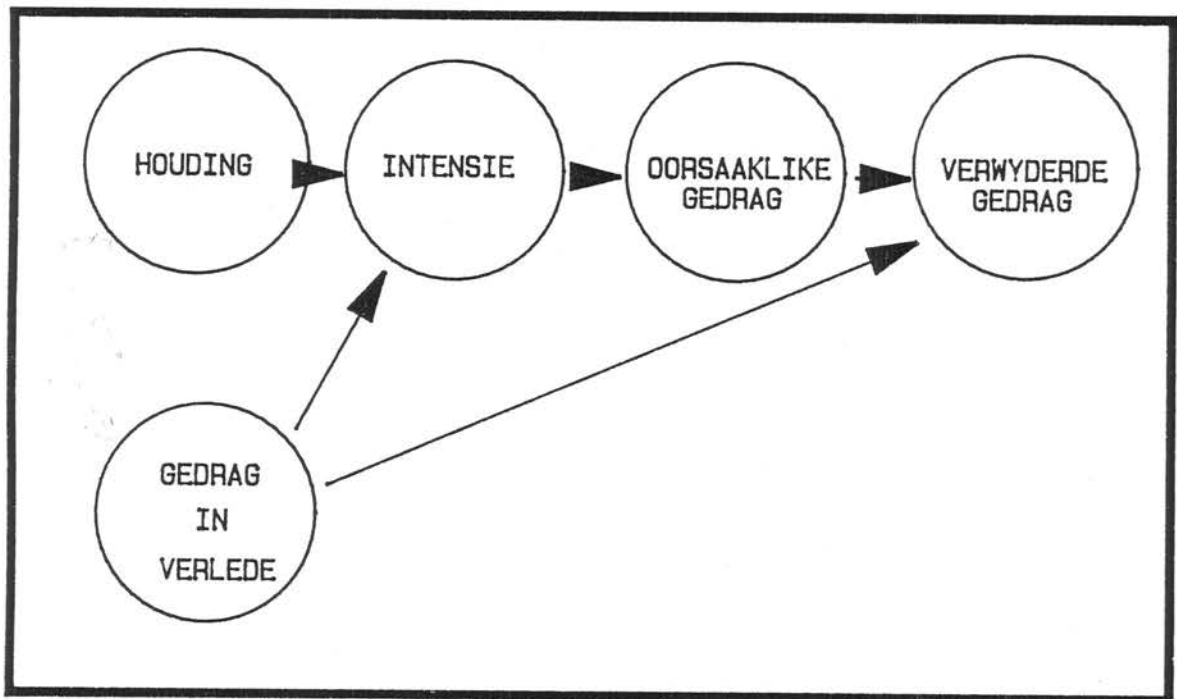 HOUDING
INTENSIE
OORSAAKLIKE
GEDRAG
VERWYDERDE
GEDRAG
GEDRAG
IN
VERLEDE